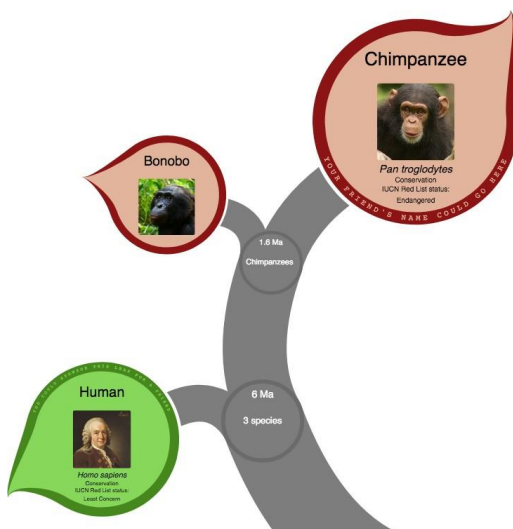 Chimpanzee
Pan troglodytes
Conservation
IUCN Red List status:
Endangered
YOUR FRIEND'S NAME COULD GO HERE
Bonobo
1.6 Ma
Chimpanzees
6 Ma
3 species
Human
Homo sapiens
Conservation
IUCN Red List status:
Least Concern